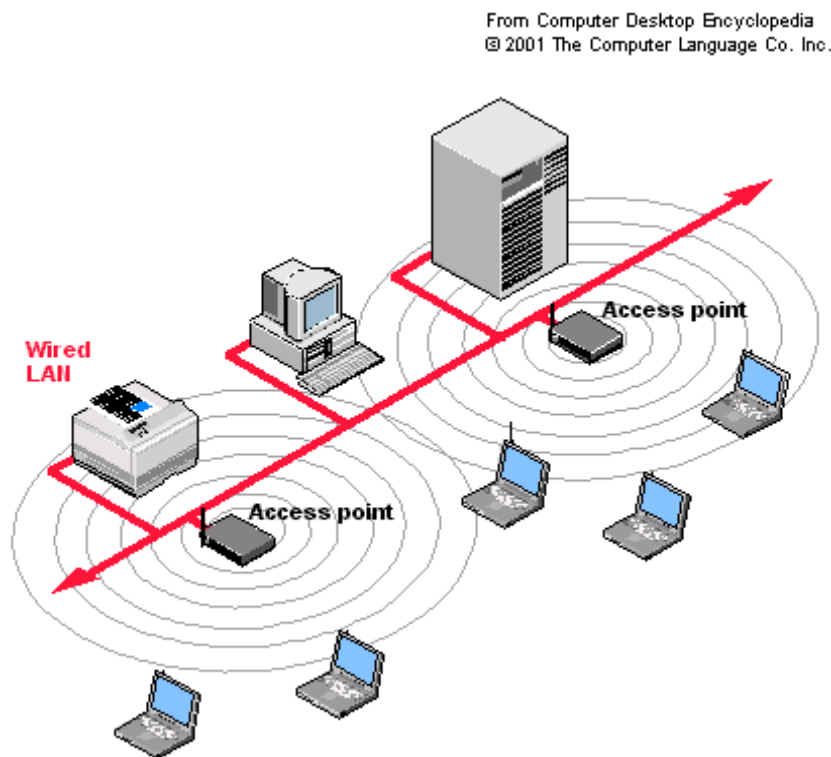 From Computer Desktop Encyclopedia
© 2001 The Computer Language Co. Inc.
Access point
Wired
LAN
Access point